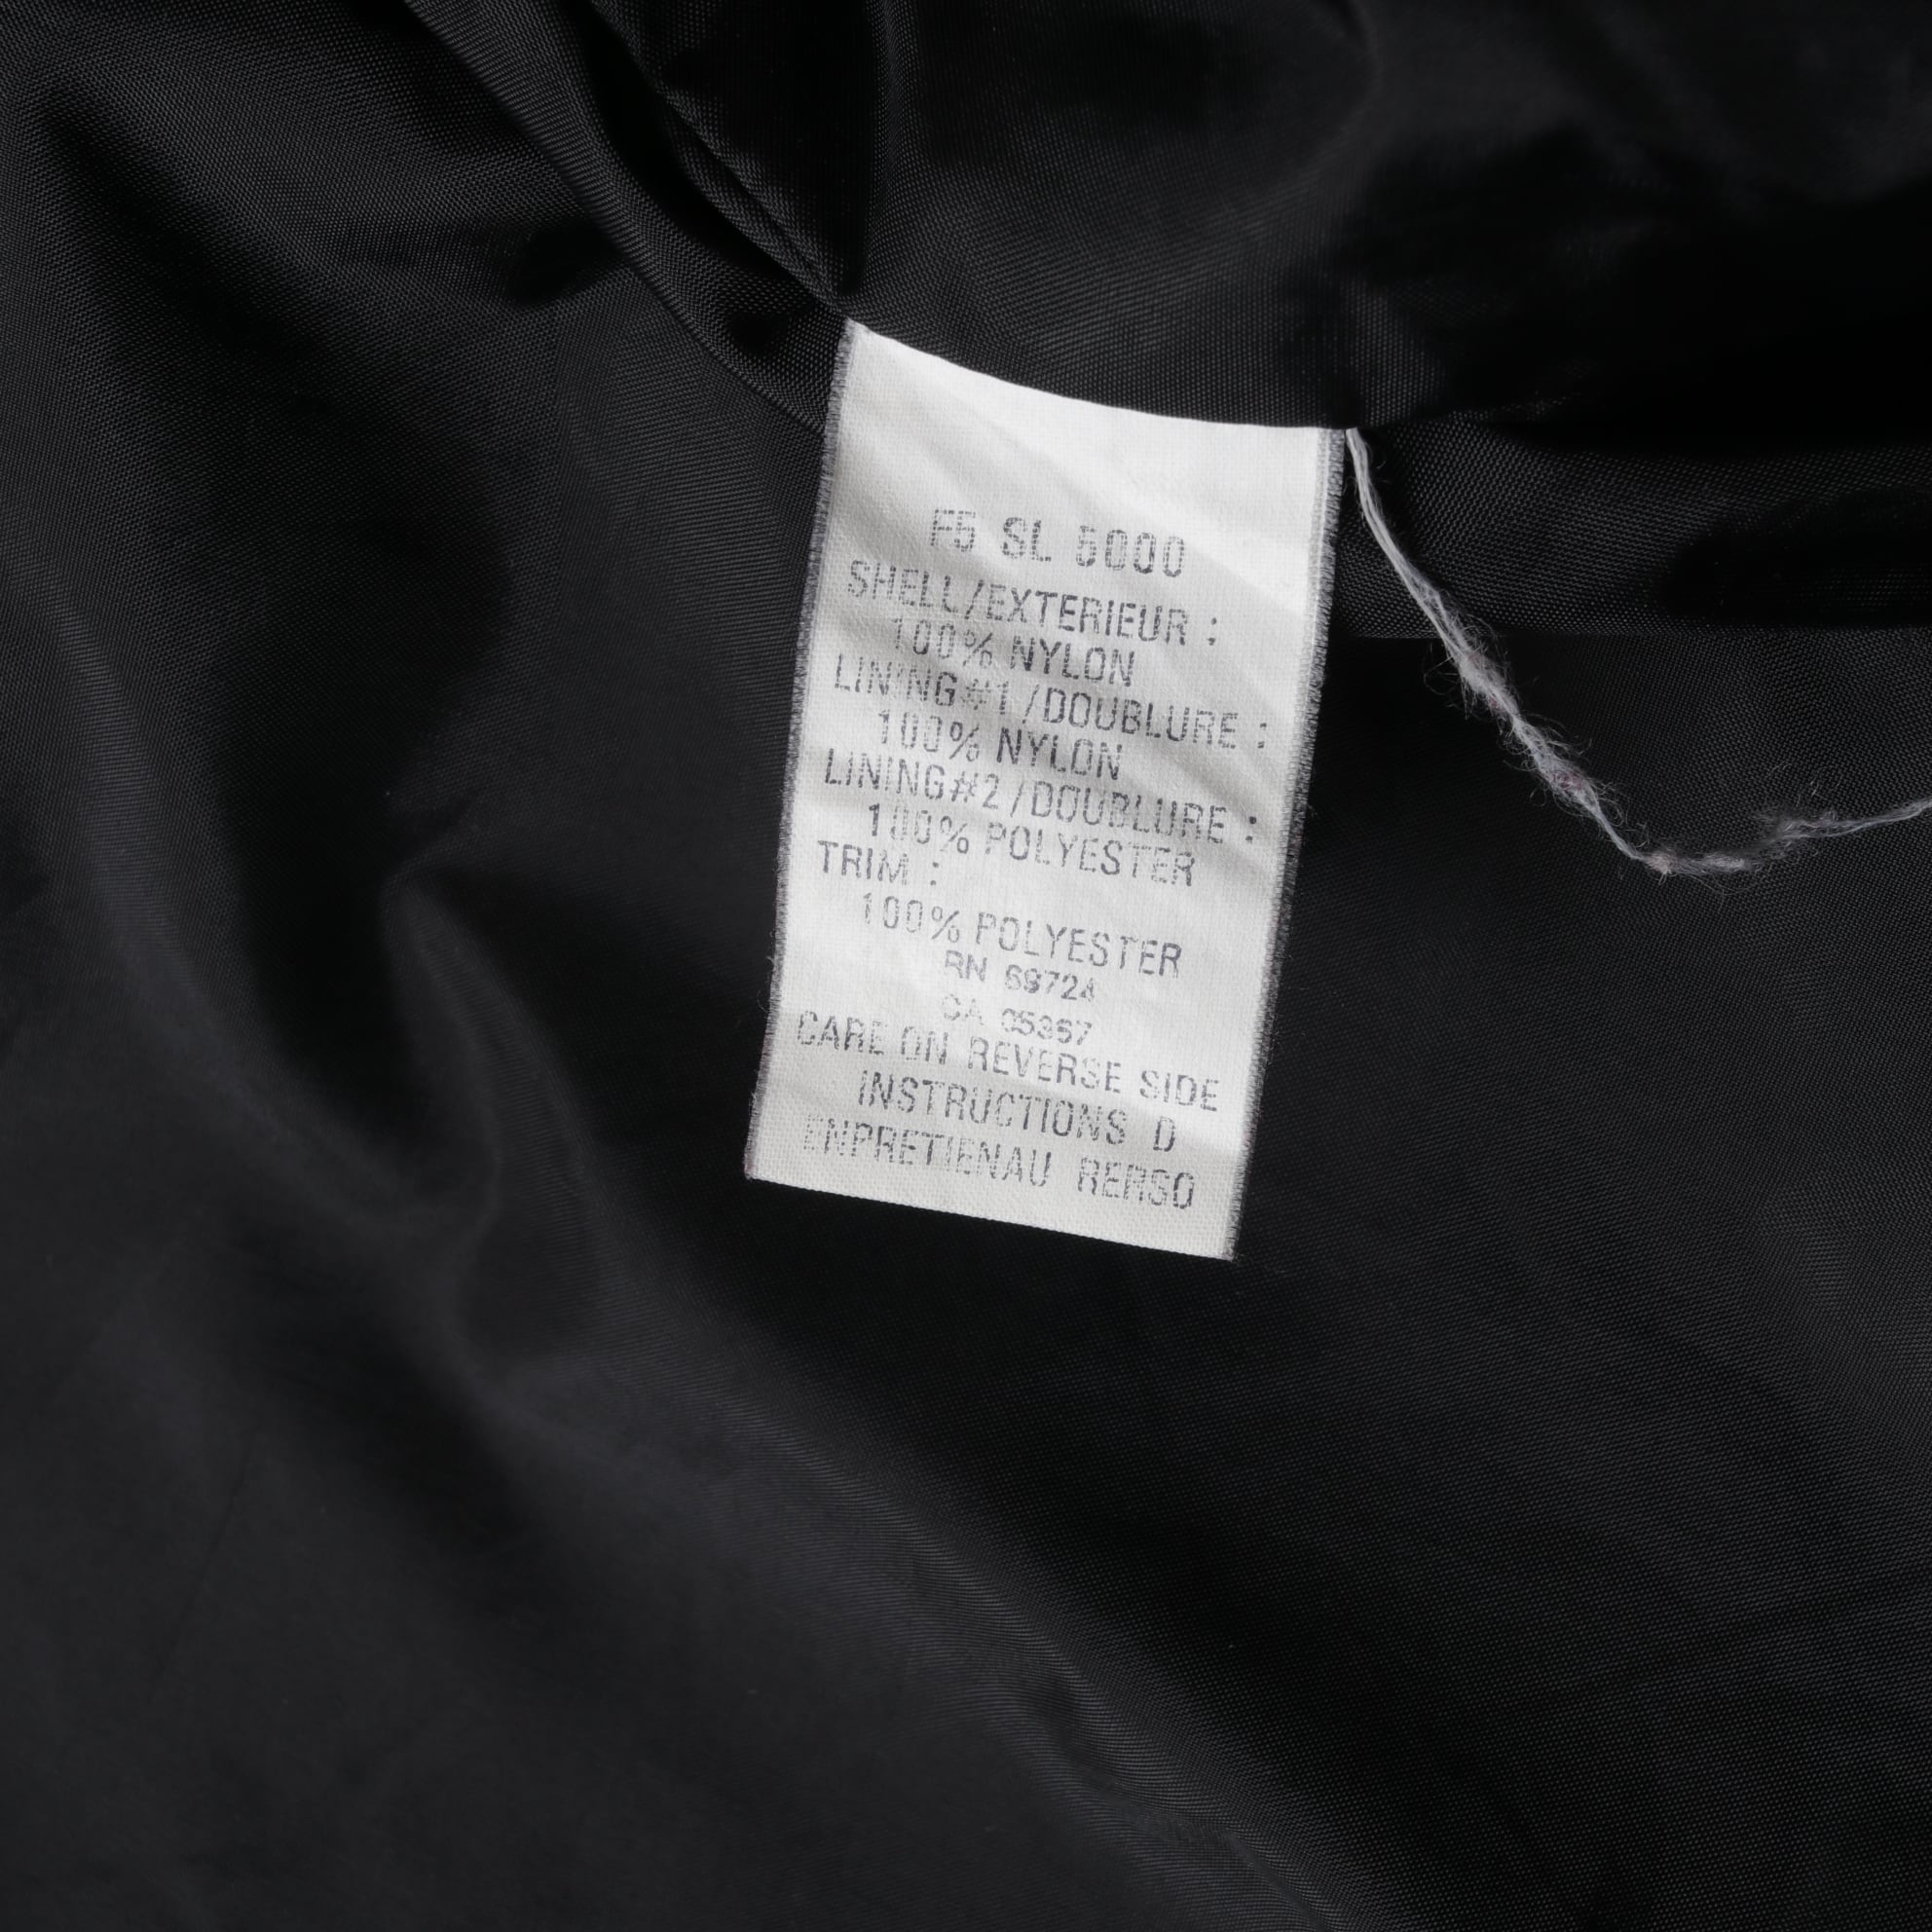 F5 SL 5000
SHELL/EXTERIEUR :
100% NYLON
LINING#1/DOUBLURE :
100% NYLON
LINING#2/DOUBLURE :
100% POLYESTER
TRIM :
100% POLYESTER
RN 69724
CA 05367
CARE ON REVERSE SIDE
INSTRUCTIONS D
ENPRETIENAU RERSO